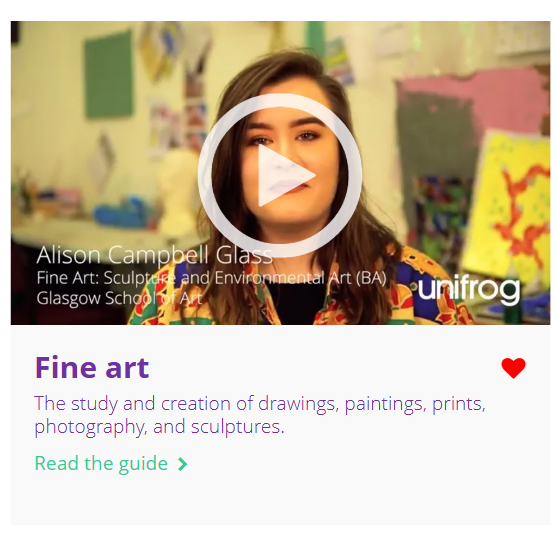 Alison Campbell Glass
Fine Art: Sculpture and Environmental Art (BA)
Glasgow School of Art
unifrog
Fine art
The study and creation of drawings, paintings, prints,
photography, and sculptures.
Read the guide